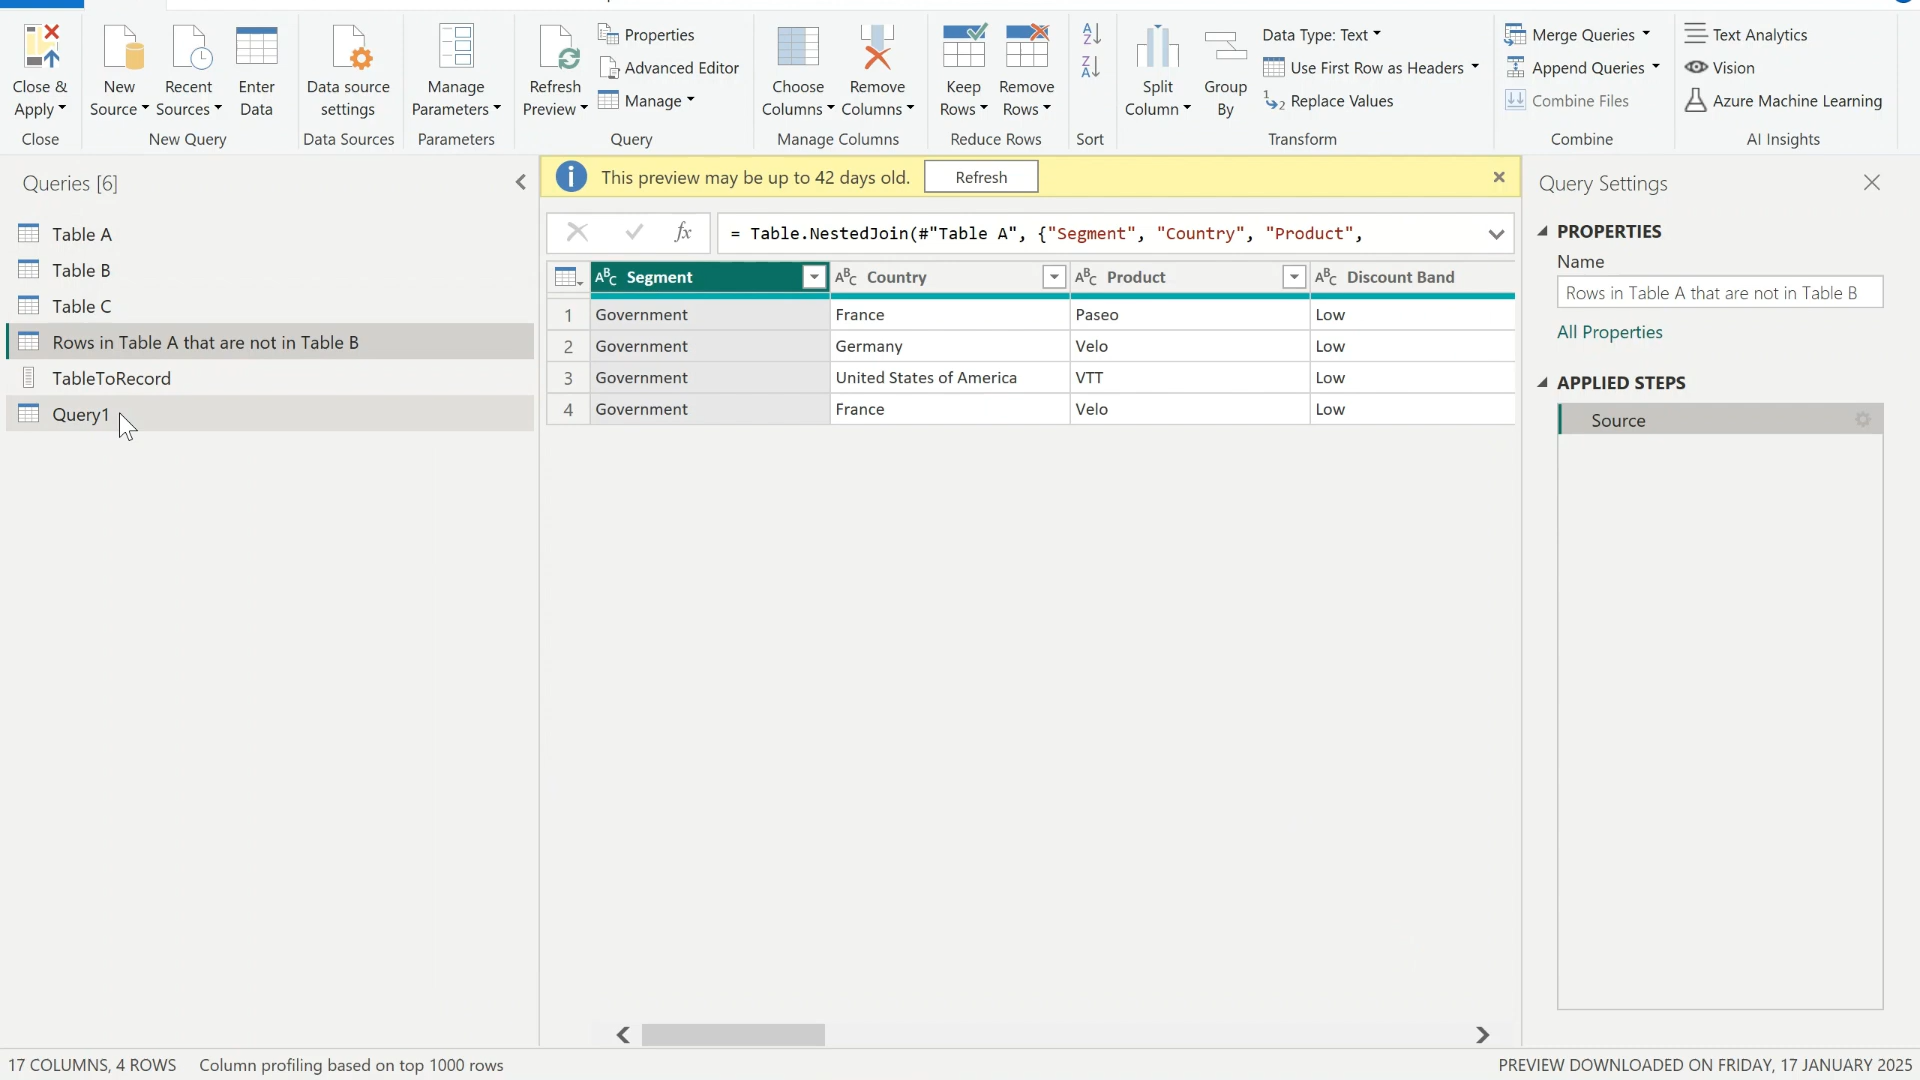 Close &
Apply
Close
New
Source
Recent
Sources
Enter
Data
New Query
Data source
settings
Data Sources
Manage
Parameters
Parameters
Refresh
Preview
Properties
Advanced Editor
Manage
Query
Choose
Columns
Remove
Columns
Manage Columns
Keep
Rows
Remove
Rows
Reduce Rows
Sort
Split
Column
Group
By
Data Type: Text
Use First Row as Headers
Replace Values
Transform
Merge Queries
Append Queries
Combine Files
Combine
Text Analytics
Vision
Azure Machine Learning
AI Insights
Queries [6]
Table A
Table B
Table C
Rows in Table A that are not in Table B
TableToRecord
Query1
This preview may be up to 42 days old.
Refresh
fx
= Table.NestedJoin(#"Table A", {"Segment", "Country", "Product",
ABC Segment ABC Country ABC Product ABC Discount Band
1 Government France Paseo Low
2 Government Germany Velo Low
3 Government United States of America VTT Low
4 Government France Velo Low
Query Settings
PROPERTIES
Name
Rows in Table A that are not in Table B
All Properties
APPLIED STEPS
Source
17 COLUMNS, 4 ROWS Column profiling based on top 1000 rows
PREVIEW DOWNLOADED ON FRIDAY, 17 JANUARY 2025